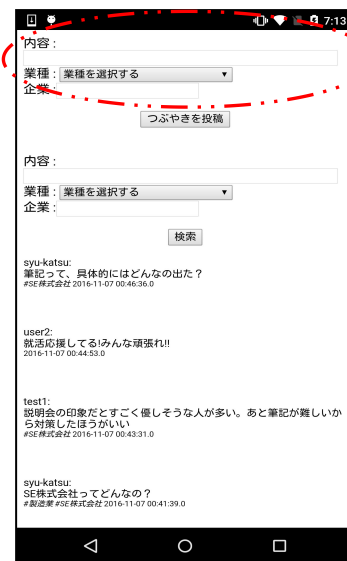 7:13
内容 :
業種 : 業種を選択する
企業 :
つぶやきを投稿
内容 :
業種 : 業種を選択する
企業 :
検索
syu-katsu:
筆記って、具体的にはどんなの出た？
#SE株式会社 2016-11-07 00:46:36.0
user2:
就活応援してる!みんな頑張れ!!
2016-11-07 00:44:53.0
test1:
説明会の印象だとすごく優しそうな人が多い。あと筆記が難しいか
ら対策したほうがいい
#SE株式会社 2016-11-07 00:43:31.0
syu-katsu:
SE株式会社ってどんなの？
#製造業 #SE株式会社 2016-11-07 00:41:39.0